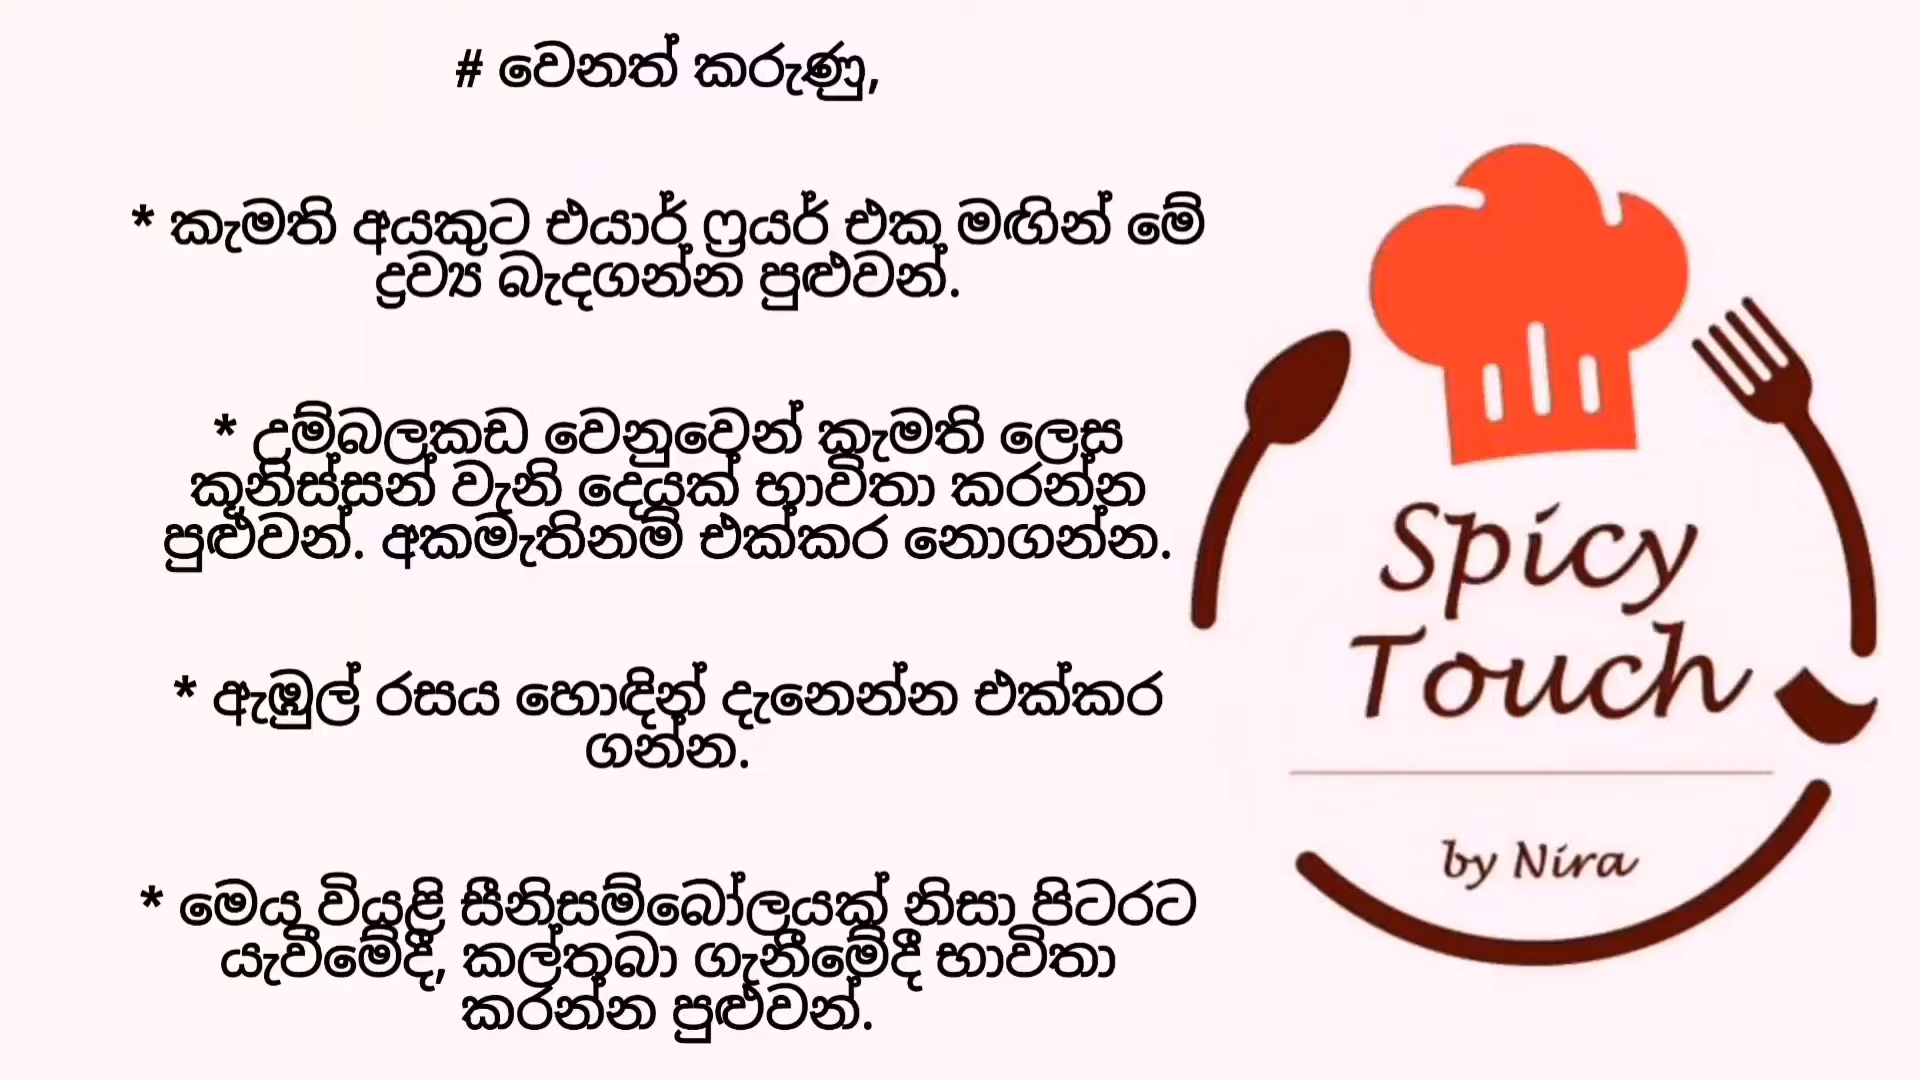 # වෙනත් කරුණු,
* කැමති අයකුට එයාර් ෆ්‍රයර් එක මඟින් මේ
ද්‍රව්‍ය බැදගන්න පුළුවන්.
* උම්බලකඩ වෙනුවෙන් කැමති ලෙස
කූනිස්සන් වැනි දෙයක් භාවිතා කරන්න
පුළුවන්. අකමැතිනම් එක්කර නොගන්න.
* ඇඹුල් රසය හොඳින් දැනෙන්න එක්කර
ගන්න.
* මෙය වියළි සීනිසම්බෝලයක් නිසා පිටරට
යැවීමේදී, කල්තබා ගැනීමේදී භාවිතා
කරන්න පුළුවන්.
Spicy
Touch
by Nira